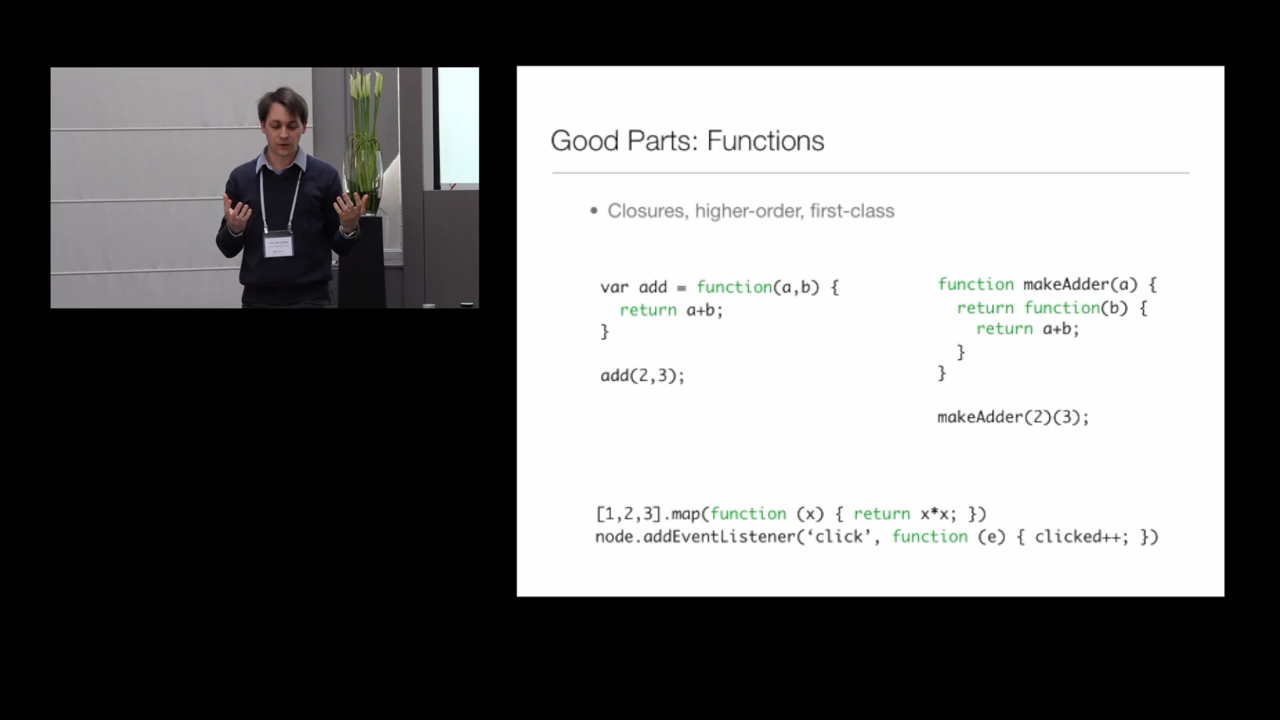 Good Parts: Functions
• Closures, higher-order, first-class
var add = function(a,b) {
  return a+b;
}
add(2,3);
function makeAdder(a) {
  return function(b) {
    return a+b;
  }
}
makeAdder(2)(3);
[1,2,3].map(function (x) { return x*x; })
node.addEventListener(‘click’, function (e) { clicked++; })